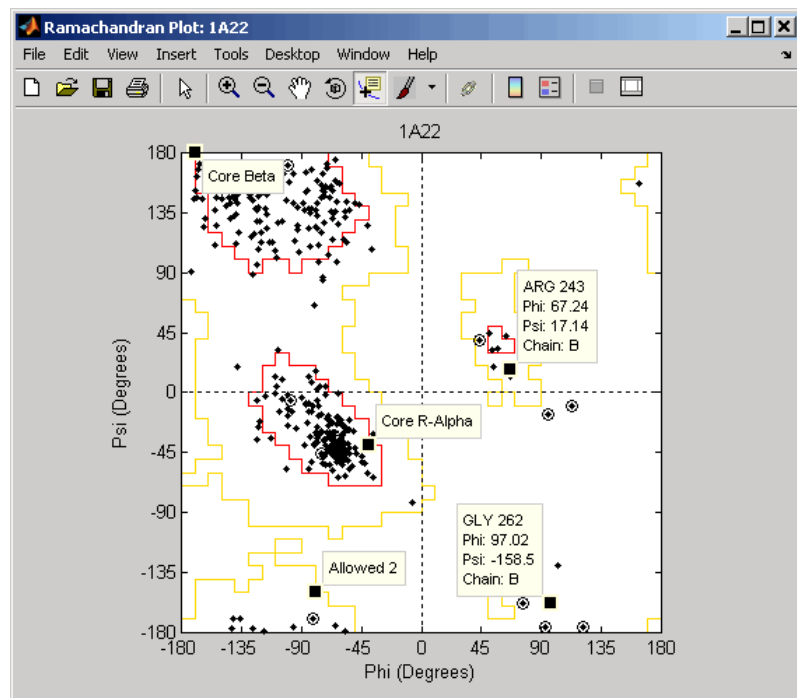 Ramachandran Plot: 1A22
File Edit View Insert Tools Desktop Window Help
1A22
180
135
90
45
0
-45
-90
-135
-180
Psi (Degrees)
Core Beta
ARG 243
Phi: 67.24
Psi: 17.14
Chain: B
Core R-Alpha
GLY 262
Phi: 97.02
Psi: -158.5
Chain: B
Allowed 2
-180 -135 -90 -45 0 45 90 135 180
Phi (Degrees)